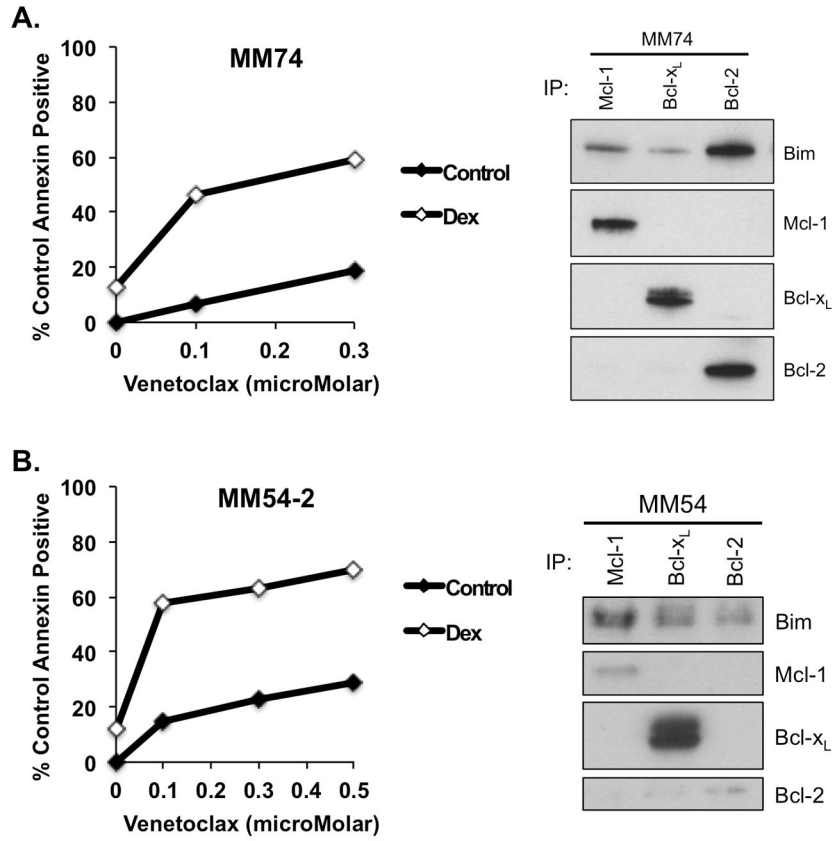 A.
MM74
% Control Annexin Positive
100
80
60
40
20
0
0 0.1 0.2 0.3
Venetoclax (microMolar)
Control
Dex
MM74
IP:
Mcl-1
Bcl-xL
Bcl-2
Bim
Mcl-1
Bcl-xL
Bcl-2
B.
MM54-2
% Control Annexin Positive
100
80
60
40
20
0
0 0.1 0.2 0.3 0.4 0.5
Venetoclax (microMolar)
Control
Dex
MM54
IP:
Mcl-1
Bcl-xL
Bcl-2
Bim
Mcl-1
Bcl-xL
Bcl-2